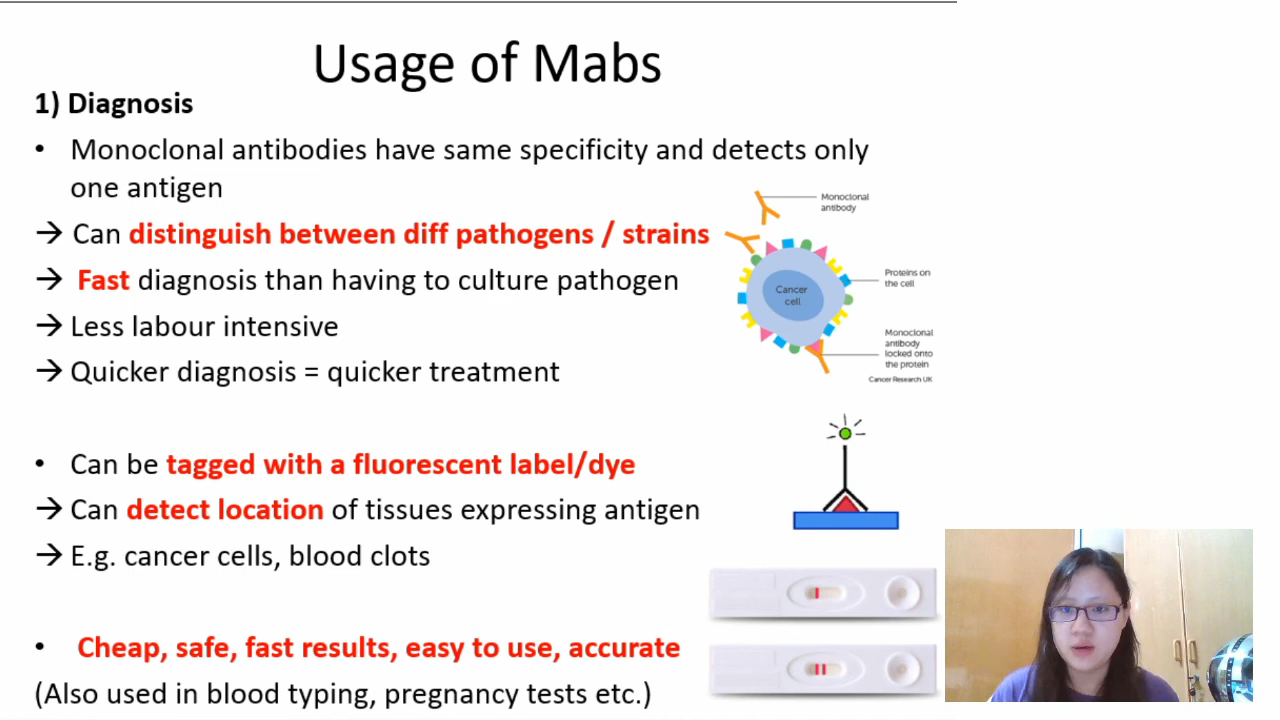 Usage of Mabs
1) Diagnosis
• Monoclonal antibodies have same specificity and detects only
one antigen
→ Can distinguish between diff pathogens / strains
→ Fast diagnosis than having to culture pathogen
→ Less labour intensive
→ Quicker diagnosis = quicker treatment
Monoclonal
antibody
Proteins on
the cell
Cancer
cell
Monoclonal
antibody
locked onto
the protein
Cancer Research UK
• Can be tagged with a fluorescent label/dye
→ Can detect location of tissues expressing antigen
→ E.g. cancer cells, blood clots
• Cheap, safe, fast results, easy to use, accurate
(Also used in blood typing, pregnancy tests etc.)